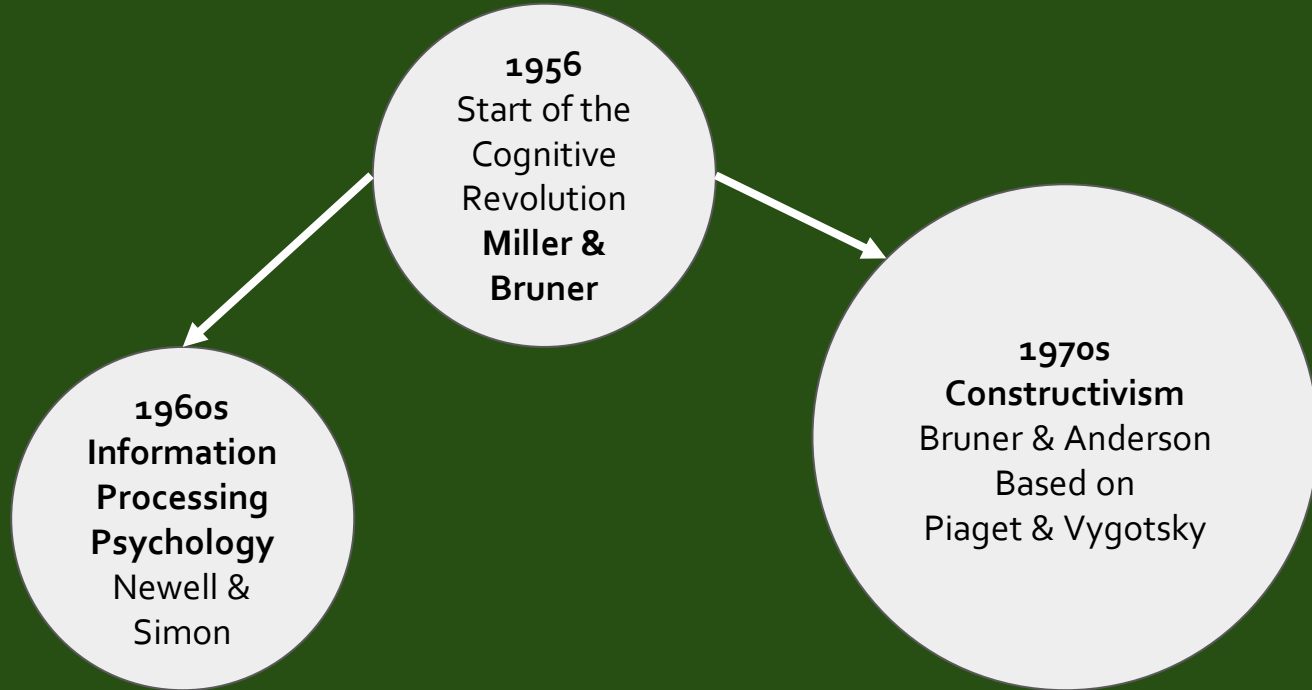 1956
Start of the
Cognitive
Revolution
Miller &
Bruner
1960s
Information
Processing
Psychology
Newell &
Simon
1970s
Constructivism
Bruner & Anderson
Based on
Piaget & Vygotsky